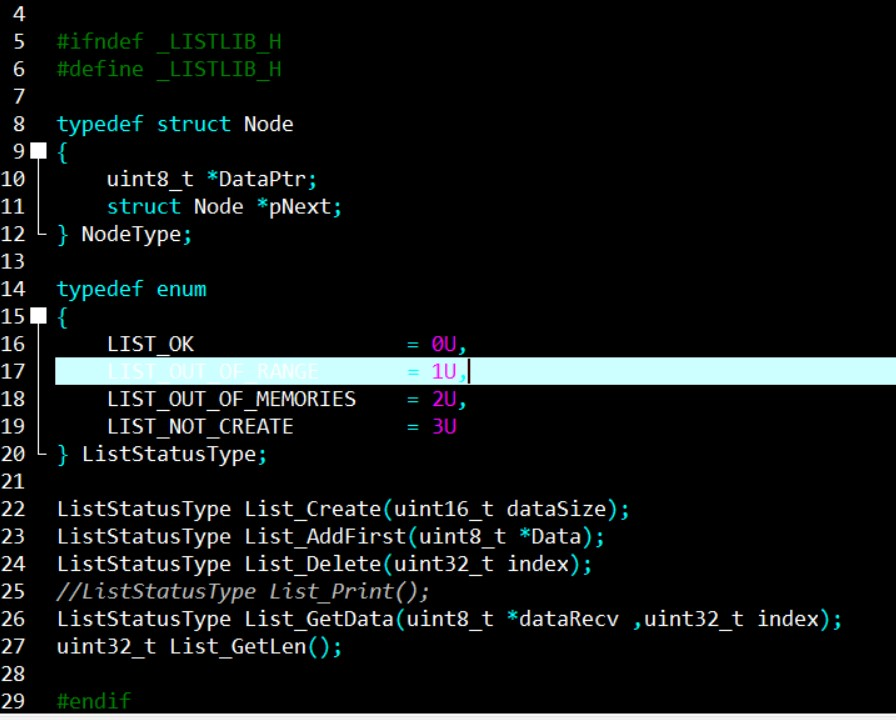 4
5 #ifndef _LISTLIB_H
6 #define _LISTLIB_H
7
8 typedef struct Node
9 {
10 uint8_t *DataPtr;
11 struct Node *pNext;
12 } NodeType;
13
14 typedef enum
15 {
16 LIST_OK = 0U,
17 LIST_OUT_OF_RANGE = 1U,
18 LIST_OUT_OF_MEMORIES = 2U,
19 LIST_NOT_CREATE = 3U
20 } ListStatusType;
21
22 ListStatusType List_Create(uint16_t dataSize);
23 ListStatusType List_AddFirst(uint8_t *Data);
24 ListStatusType List_Delete(uint32_t index);
25 //ListStatusType List_Print();
26 ListStatusType List_GetData(uint8_t *dataRecv ,uint32_t index);
27 uint32_t List_GetLen();
28
29 #endif